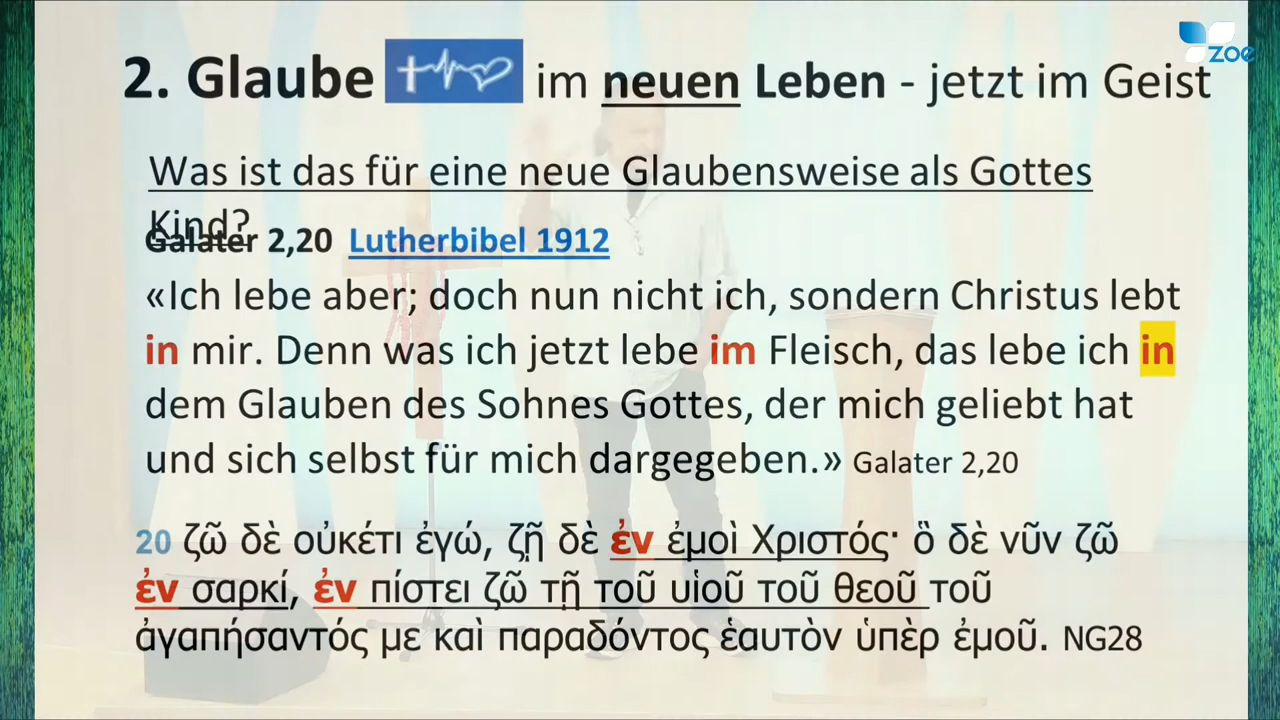 zoe
2. Glaube im neuen Leben - jetzt im Geist
Was ist das für eine neue Glaubensweise als Gottes
Kind?
Galater 2,20 Lutherbibel 1912
«Ich lebe aber; doch nun nicht ich, sondern Christus lebt
in mir. Denn was ich jetzt lebe im Fleisch, das lebe ich in
dem Glauben des Sohnes Gottes, der mich geliebt hat
und sich selbst für mich dargegeben.» Galater 2,20
20 ζῶ δὲ οὐκέτι ἐγώ, ζῇ δὲ ἐν ἐμοὶ Χριστός· ὃ δὲ νῦν ζῶ
ἐν σαρκί, ἐν πίστει ζῶ τῇ τοῦ υἱοῦ τοῦ θεοῦ τοῦ
ἀγαπήσαντός με καὶ παραδόντος ἑαυτὸν ὑπὲρ ἐμοῦ. NG28